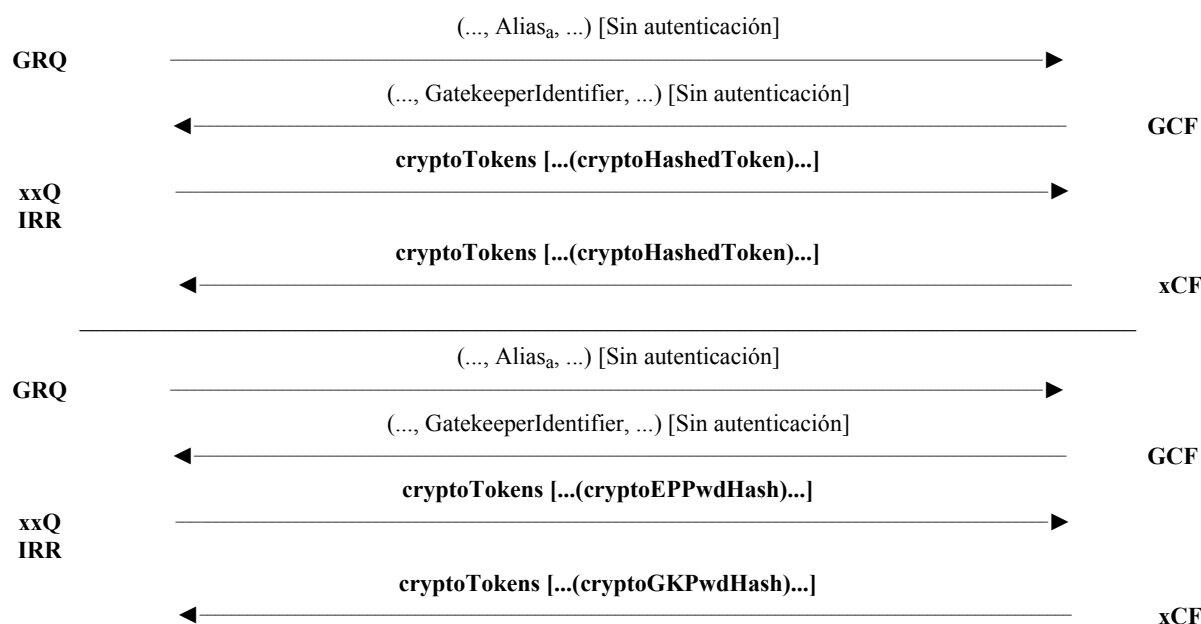 (..., Aliasₐ, ...) [Sin autenticación]
GRQ
(..., GatekeeperIdentifier, ...) [Sin autenticación]
GCF
cryptoTokens [...(cryptoHashedToken)...]
xxQ
IRR
cryptoTokens [...(cryptoHashedToken)...]
xCF
(..., Aliasₐ, ...) [Sin autenticación]
GRQ
(..., GatekeeperIdentifier, ...) [Sin autenticación]
GCF
cryptoTokens [...(cryptoEPPwdHash)...]
xxQ
IRR
cryptoTokens [...(cryptoGKPwdHash)...]
xCF